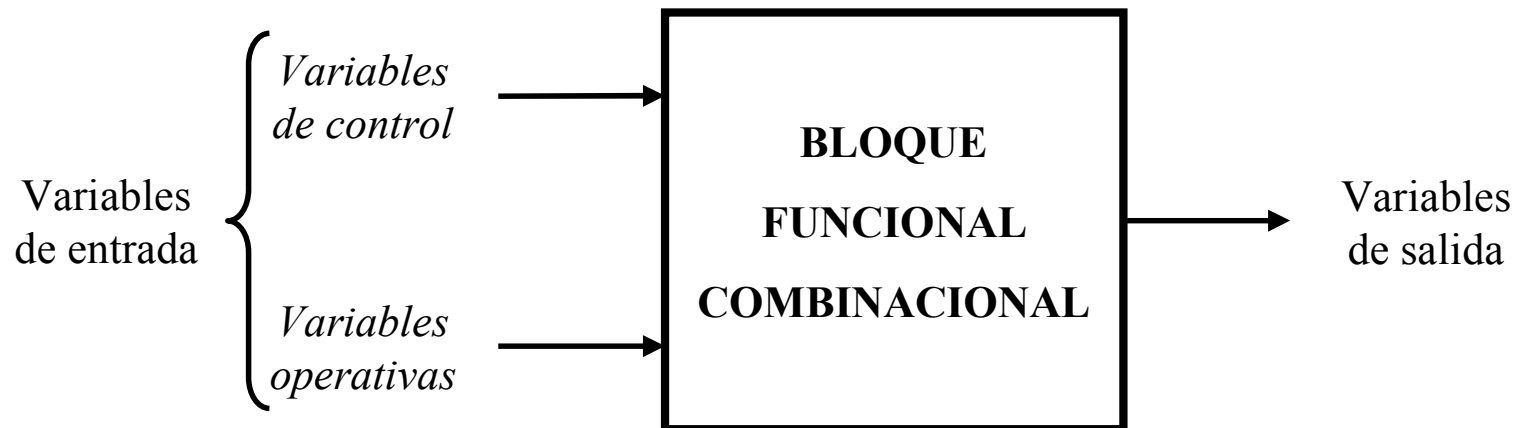 Variables
de entrada
Variables
de control
Variables
operativas
BLOQUE
FUNCIONAL
COMBINACIONAL
Variables
de salida